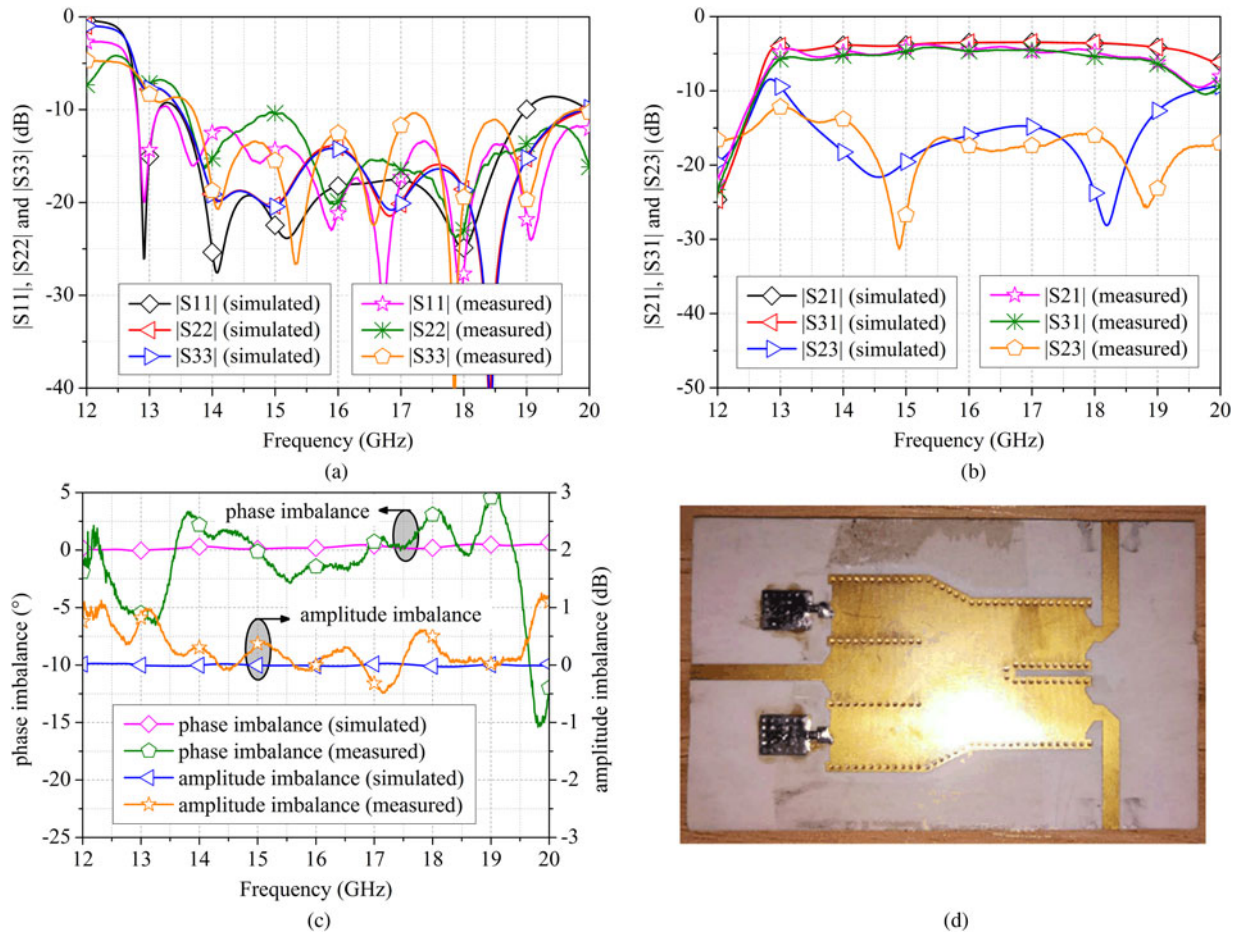 |S11|, |S22| and |S33| (dB)
0
-10
-20
-30
-40
|S11| (simulated)
|S22| (simulated)
|S33| (simulated)
|S11| (measured)
|S22| (measured)
|S33| (measured)
12 13 14 15 16 17 18 19 20
Frequency (GHz)
(a)
|S21|, |S31| and |S23| (dB)
0
-10
-20
-30
-40
-50
|S21| (simulated)
|S31| (simulated)
|S23| (simulated)
|S21| (measured)
|S31| (measured)
|S23| (measured)
12 13 14 15 16 17 18 19 20
Frequency (GHz)
(b)
phase imbalance (°)
5
0
-5
-10
-15
-20
-25
phase imbalance
amplitude imbalance
phase imbalance (simulated)
phase imbalance (measured)
amplitude imbalance (simulated)
amplitude imbalance (measured)
3
2
1
0
-1
-2
-3
amplitude imbalance (dB)
12 13 14 15 16 17 18 19 20
Frequency (GHz)
(c)
(d)